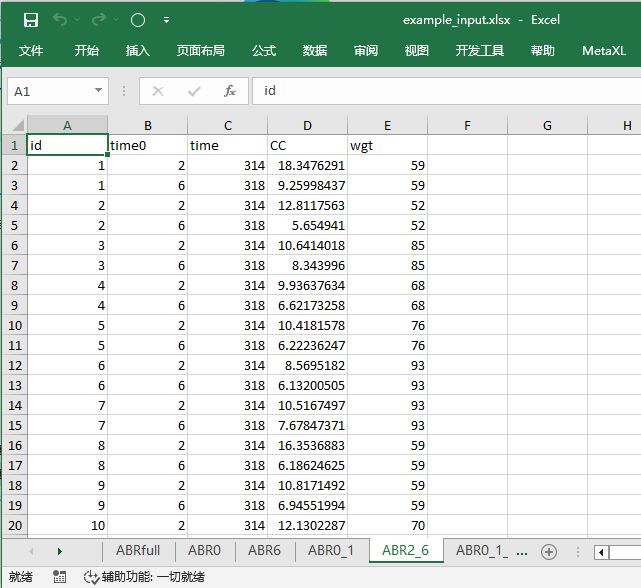 example_input.xlsx - Excel
文件 开始 插入 页面布局 公式 数据 审阅 视图 开发工具 帮助 MetaXL
A1 fx id
A B C D E F G H
1 id time0 time CC wgt
2 1 2 314 18.3476291 59
3 1 6 318 9.25998437 59
4 2 2 314 12.8117563 52
5 2 6 318 5.654941 52
6 3 2 314 10.6414018 85
7 3 6 318 8.343996 85
8 4 2 314 9.93637634 68
9 4 6 318 6.62173258 68
10 5 2 314 10.4181578 76
11 5 6 318 6.22236247 76
12 6 2 314 8.5695182 93
13 6 6 318 6.13200505 93
14 7 2 314 10.5167497 93
15 7 6 318 7.67847371 93
16 8 2 314 16.3536883 59
17 8 6 318 6.18624625 59
18 9 2 314 10.8171492 59
19 9 6 318 6.94551994 59
20 10 2 314 12.1302287 70
ABRfull ABR0 ABR6 ABR0_1 ABR2_6 ABR0_1_ ...
就绪 辅助功能: 一切就绪